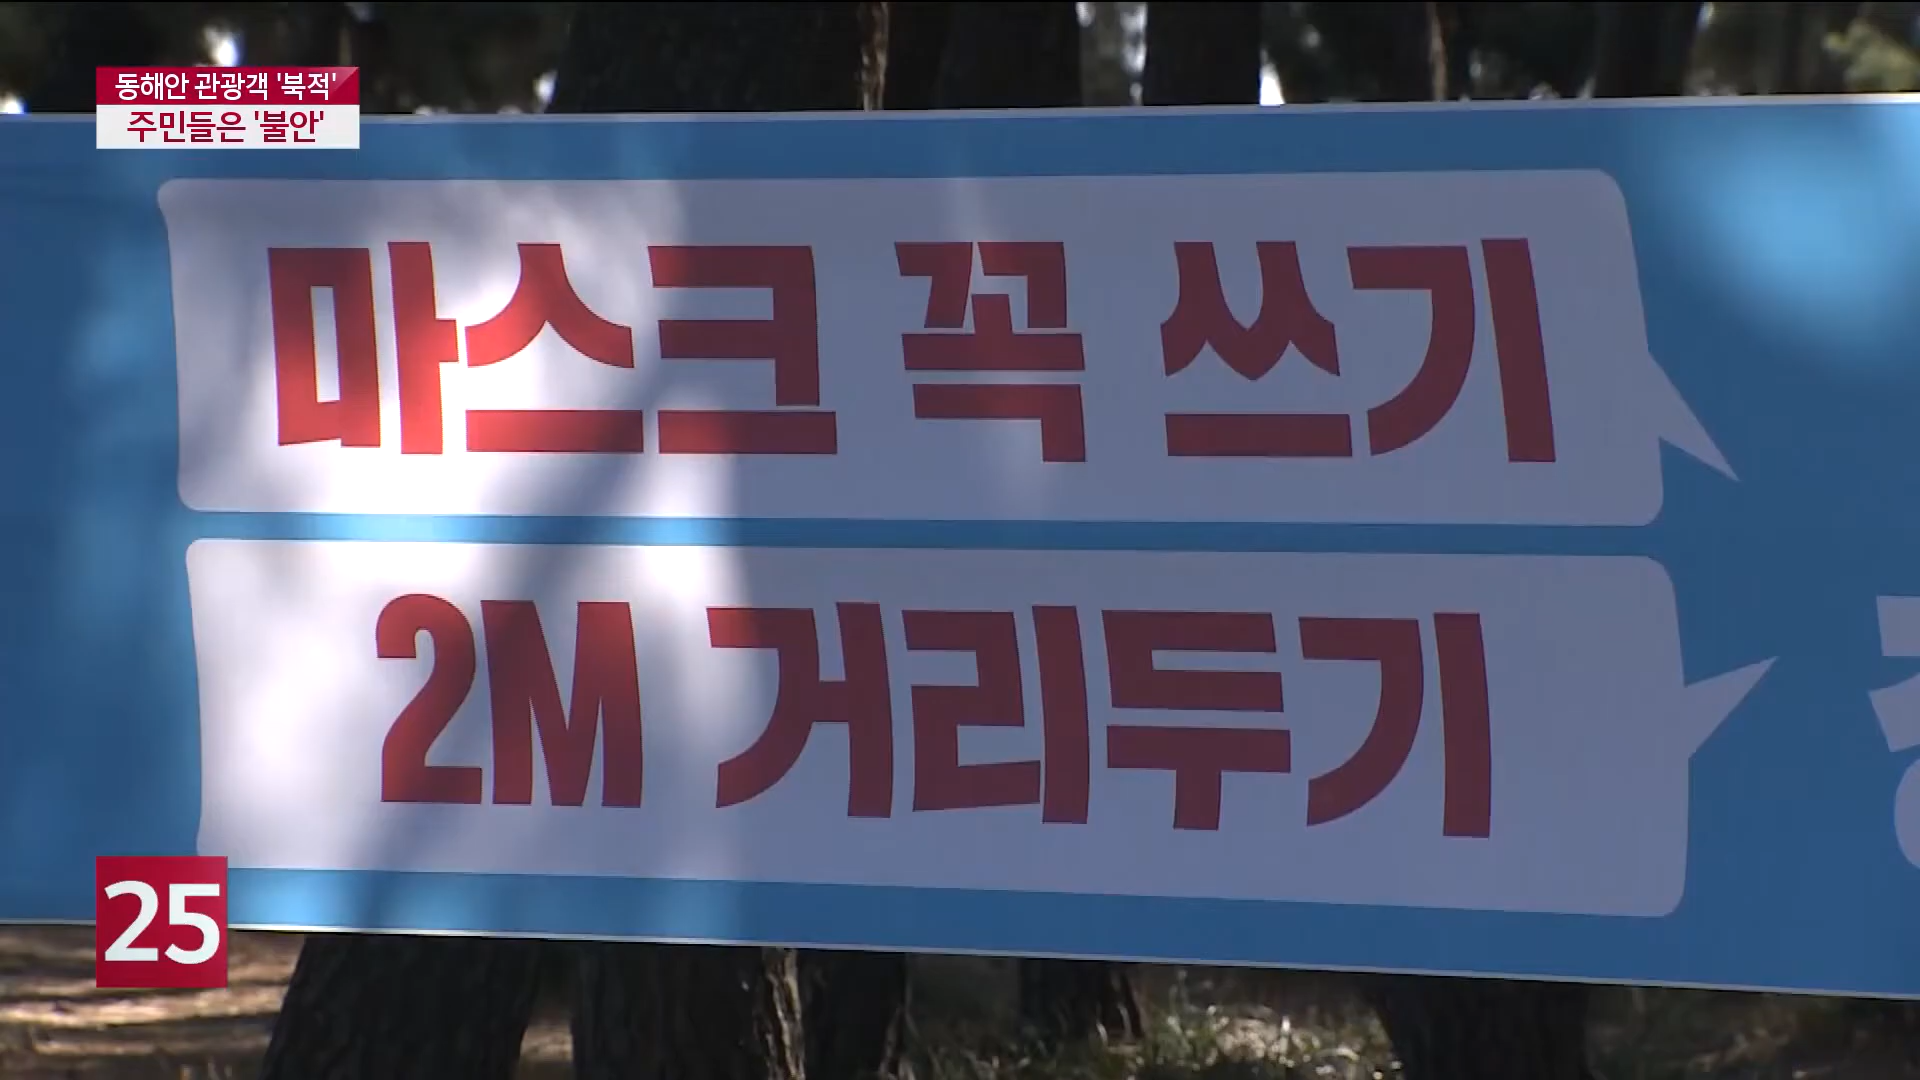 동해안 관광객 '북적'
주민들은 '불안'
마스크 꼭 쓰기
2M 거리두기
25